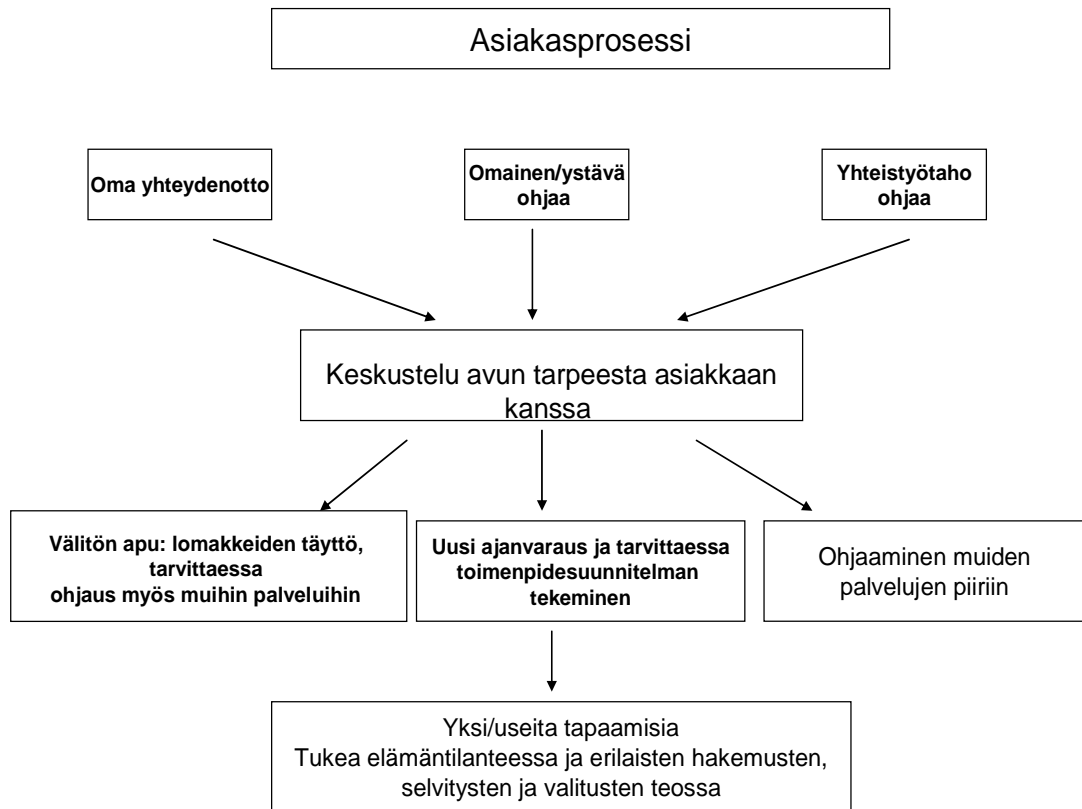 Asiakasprosessi
Oma yhteydenotto
Omainen/ystävä
ohjaa
Yhteistyötaho
ohjaa
Keskustelu avun tarpeesta asiakkaan
kanssa
Välitön apu: lomakkeiden täyttö,
tarvittaessa
ohjaus myös muihin palveluihin
Uusi ajanvaraus ja tarvittaessa
toimenpidesuunnitelman
tekeminen
Ohjaaminen muiden
palvelujen piiriin
Yksi/useita tapaamisia
Tukea elämäntilanteessa ja erilaisten hakemusten,
selvitysten ja valitusten teossa